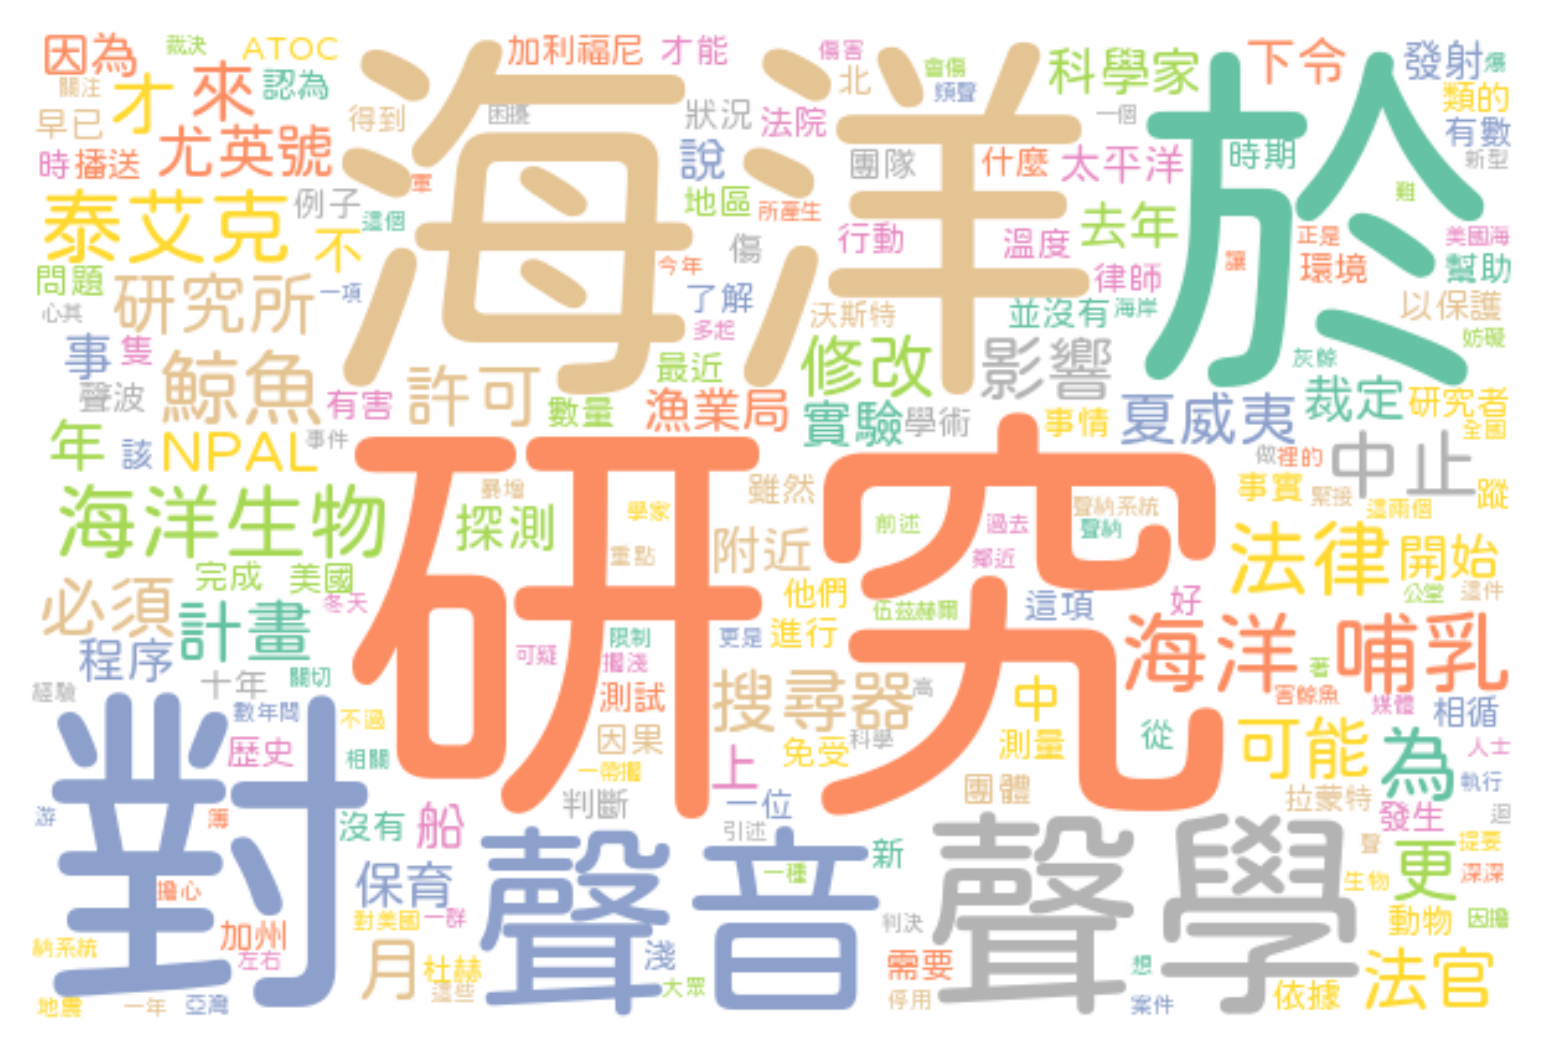 因為
裁決
ATOC
加利福尼
才能
傷害
北
會傷
科學家
下令
發射
爆
關注
才
來
認為
得到
困擾
狀況
法院
海洋
頻聲
一個
於
類的
早已
尤英號
有數
時
播送
軍
說
團隊
什麼
太平洋
時期
新型
泰艾克
例子
這個
不
地區
所產生
行動
溫度
去年
難
正是
美國海
傷
今年
律師
讓
環境
幫助
問題
研究所
一項
了解
沃斯特
並沒有
海岸
以保護
心其
多起
妨礙
事
隻
鯨魚
最近
修改
影響
灰鯨
聲波
有害
許可
數量
漁業局
實驗
學術
事情
夏威夷
裁定
研究者
全國
年
該
NPAL
事件
研究
做
裡的
中止
暴增
雖然
聲納系統
事實
緊接
這兩個
蹤
海洋生物
探測
學家
前述
過去
聲納
重點
附近
鄰近
法律
開始
完成
美國
冬天
他們
伍茲赫爾
這項
好
公堂
這件
必須
計畫
限制
更是
進行
海洋
哺乳
程序
可疑
擱淺
十年
關切
著
經驗
測試
搜尋器
高
中
害鯨魚
媒體
相循
對
數年間
不過
歷史
相關
因果
科學
免受
測量
從
可能
為
人士
一帶擱
上
執行
團體
拉蒙特
游
簿
沒有
船
判斷
一位
引述
發生
迴
聲音
新
聲學
聲
提要
保育
一種
更
深深
擔心
生物
對美國
一群
判決
動物
因擔
加州
納系統
左右
月
杜赫
這些
淺
需要
想
法官
大眾
停用
依據
地震
一年
亞灣
案件